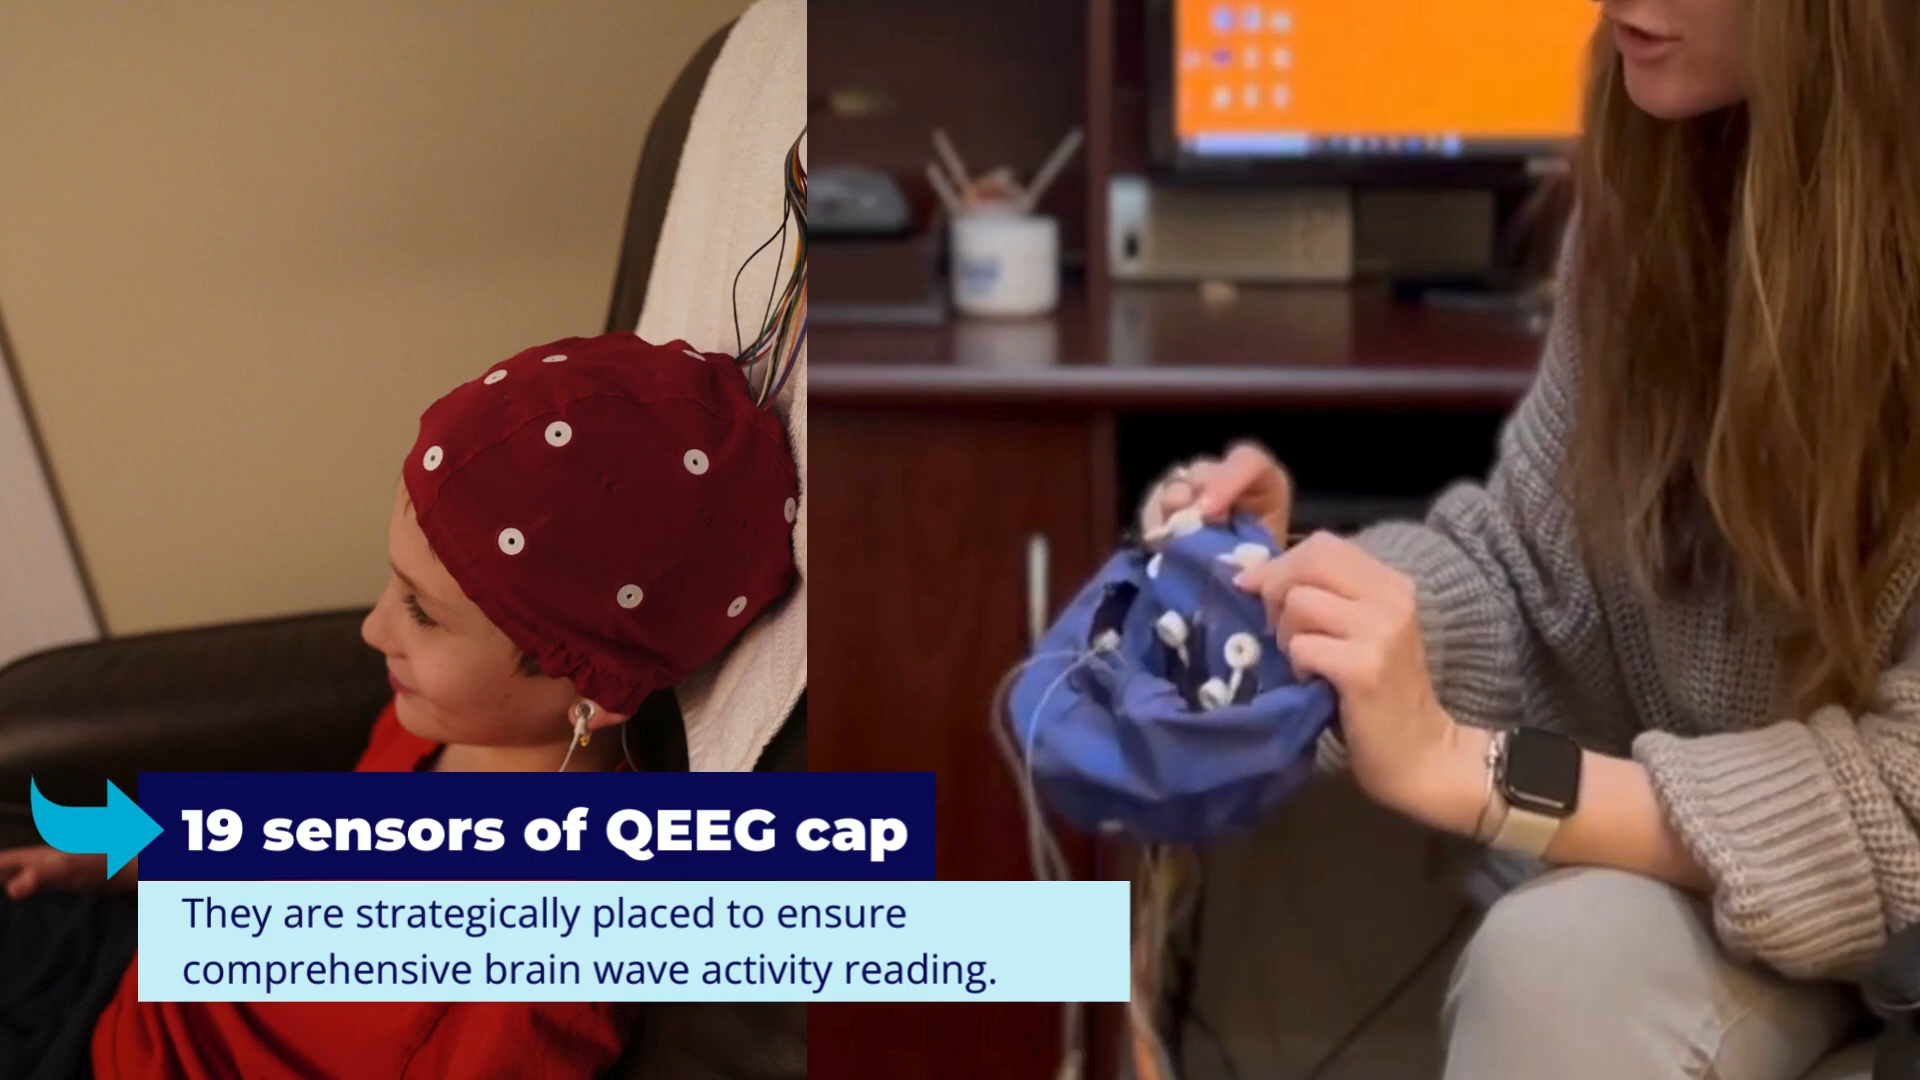 19 sensors of QEEG cap
They are strategically placed to ensure
comprehensive brain wave activity reading.